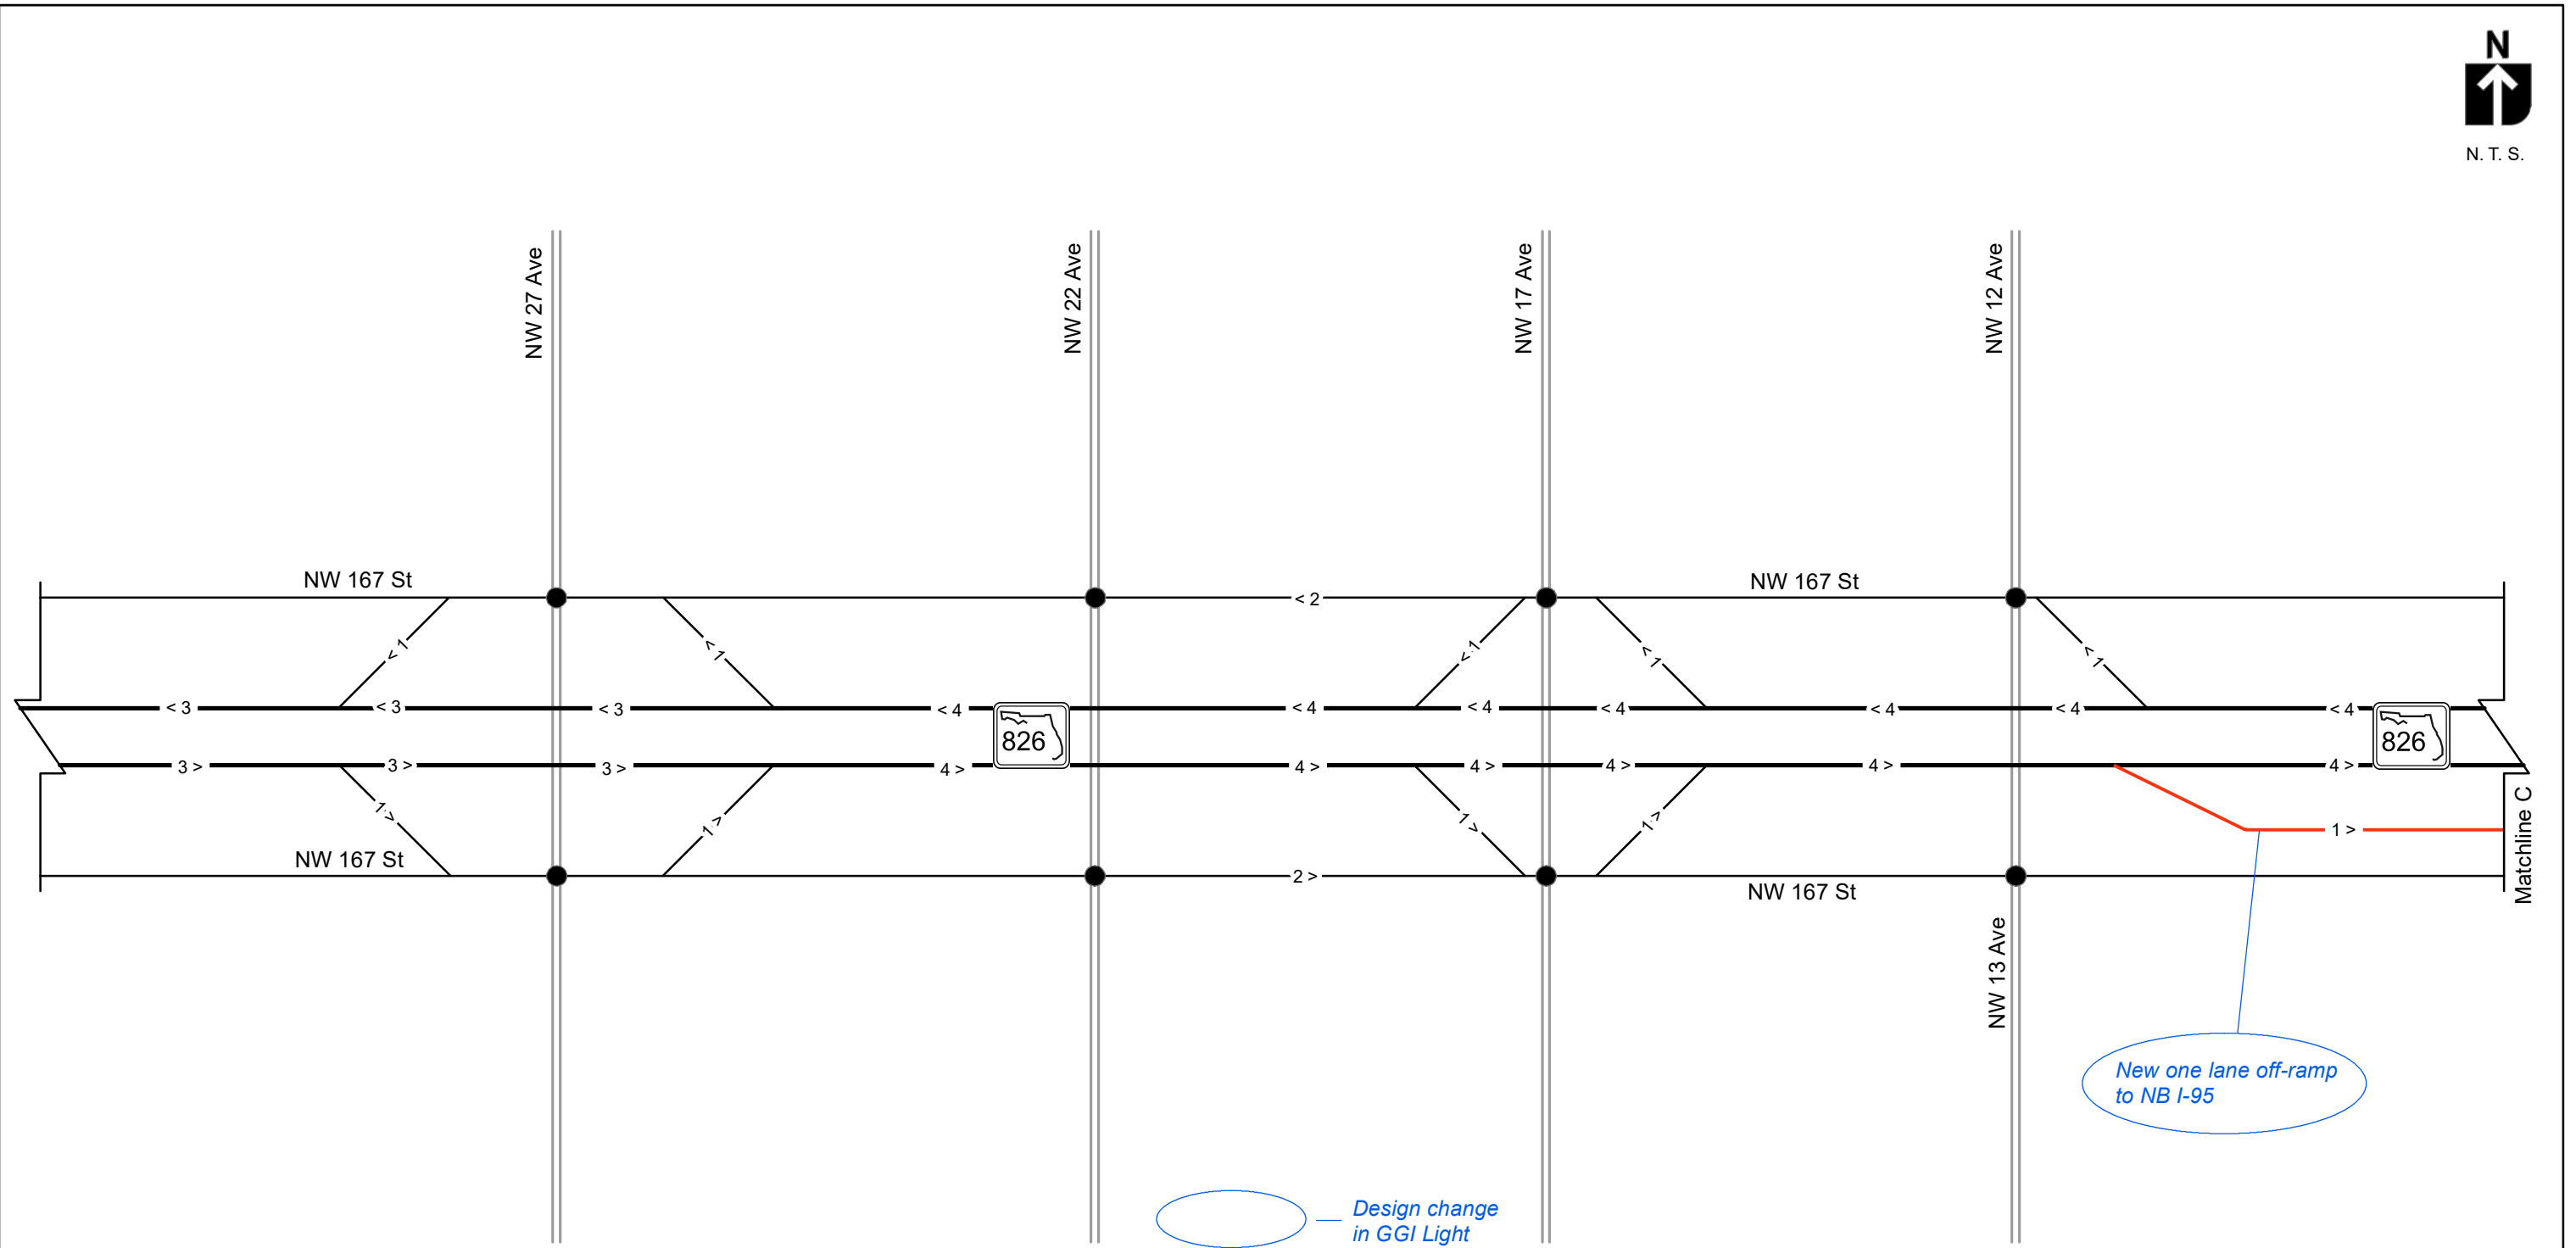 N
N. T. S.
NW 27 Ave
NW 22 Ave
NW 17 Ave
NW 12 Ave
NW 167 St
NW 167 St
< 2
< 1
< 1
< 1
< 1
< 1
< 3
< 3
< 3
< 4
< 4
< 4
< 4
< 4
< 4
< 4
826
826
3 >
3 >
3 >
4 >
4 >
4 >
4 >
4 >
4 >
1 >
1 >
1 >
1 >
1 >
NW 167 St
2 >
NW 167 St
Matchline C
NW 13 Ave
New one lane off-ramp
to NB I-95
Design change
in GGI Light